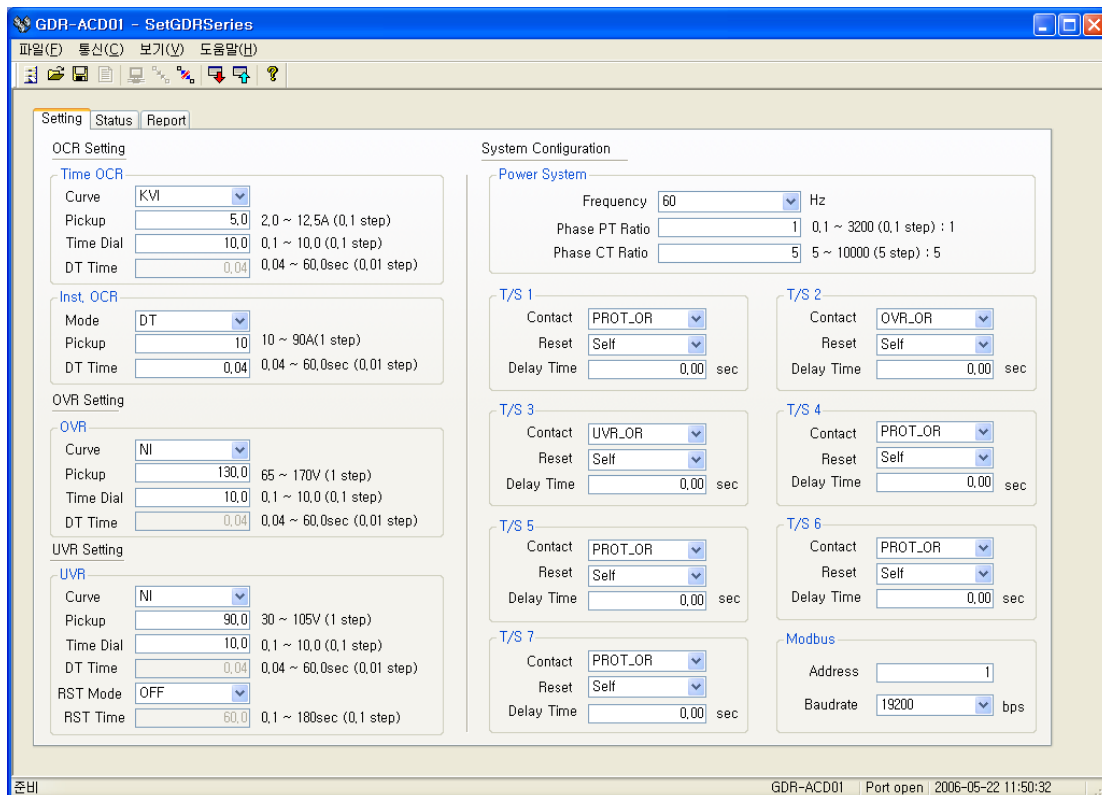 GDR-ACD01 - SetGDRSeries
파일(F) 통신(C) 보기(V) 도움말(H)
Setting Status Report
OCR Setting
Time OCR
Curve KVI
Pickup 5,0 2,0 ~ 12,5A (0,1 step)
Time Dial 10,0 0,1 ~ 10,0 (0,1 step)
DT Time 0,04 0,04 ~ 60,0sec (0,01 step)
Inst, OCR
Mode DT
Pickup 10 10 ~ 90A(1 step)
DT Time 0,04 0,04 ~ 60,0sec (0,01 step)
OVR Setting
OVR
Curve NI
Pickup 130,0 65 ~ 170V (1 step)
Time Dial 10,0 0,1 ~ 10,0 (0,1 step)
DT Time 0,04 0,04 ~ 60,0sec (0,01 step)
UVR Setting
UVR
Curve NI
Pickup 90,0 30 ~ 105V (1 step)
Time Dial 10,0 0,1 ~ 10,0 (0,1 step)
DT Time 0,04 0,04 ~ 60,0sec (0,01 step)
RST Mode OFF
RST Time 60,0 0,1 ~ 180sec (0,1 step)
System Contiguration
Power System
Frequency 60 Hz
Phase PT Ratio 1 0,1 ~ 3200 (0,1 step) : 1
Phase CT Ratio 5 5 ~ 10000 (5 step) : 5
T/S 1
Contact PROT_OR
Reset Self
Delay Time 0,00 sec
T/S 2
Contact OVR_OR
Reset Self
Delay Time 0,00 sec
T/S 3
Contact UVR_OR
Reset Self
Delay Time 0,00 sec
T/S 4
Contact PROT_OR
Reset Self
Delay Time 0,00 sec
T/S 5
Contact PROT_OR
Reset Self
Delay Time 0,00 sec
T/S 6
Contact PROT_OR
Reset Self
Delay Time 0,00 sec
T/S 7
Contact PROT_OR
Reset Self
Delay Time 0,00 sec
Modbus
Address 1
Baudrate 19200 bps
준비 GDR-ACD01 Port open 2006-05-22 11:50:32